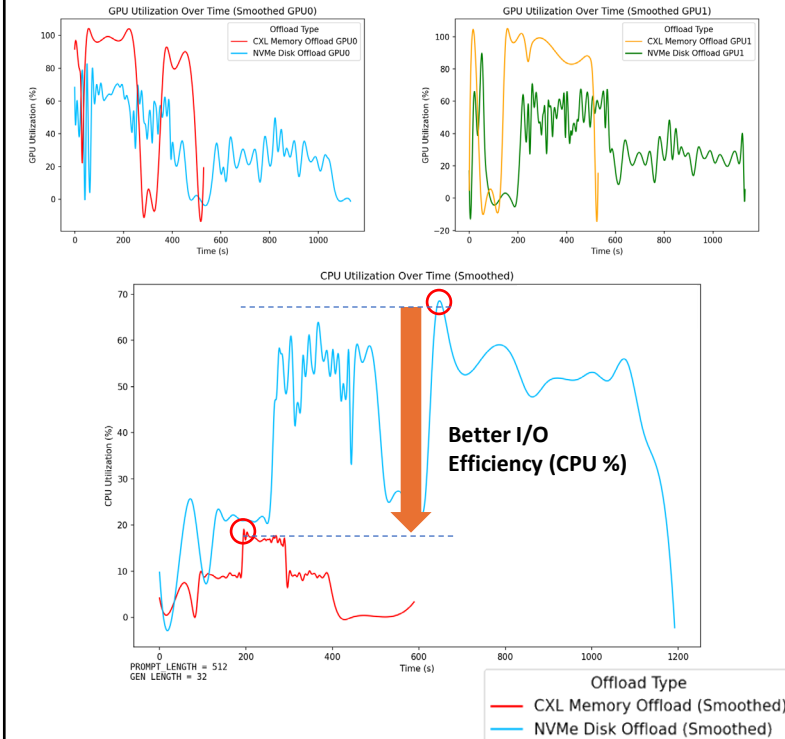 GPU Utilization Over Time (Smoothed GPU0)
GPU Utilization (%)
100
80
60
40
20
0
0
200
400
600
800
1000
Time (s)
Offload Type
CXL Memory Offload GPU0
NVMe Disk Offload GPU0
GPU Utilization Over Time (Smoothed GPU1)
GPU Utilization (%)
100
80
60
40
20
0
−20
0
200
400
600
800
1000
Time (s)
Offload Type
CXL Memory Offload GPU1
NVMe Disk Offload GPU1
CPU Utilization Over Time (Smoothed)
CPU Utilization (%)
70
60
50
40
30
20
10
0
Better I/O
Efficiency (CPU %)
0
200
400
600
800
1000
1200
Time (s)
PROMPT_LENGTH = 512
GEN LENGTH = 32
Offload Type
CXL Memory Offload (Smoothed)
NVMe Disk Offload (Smoothed)